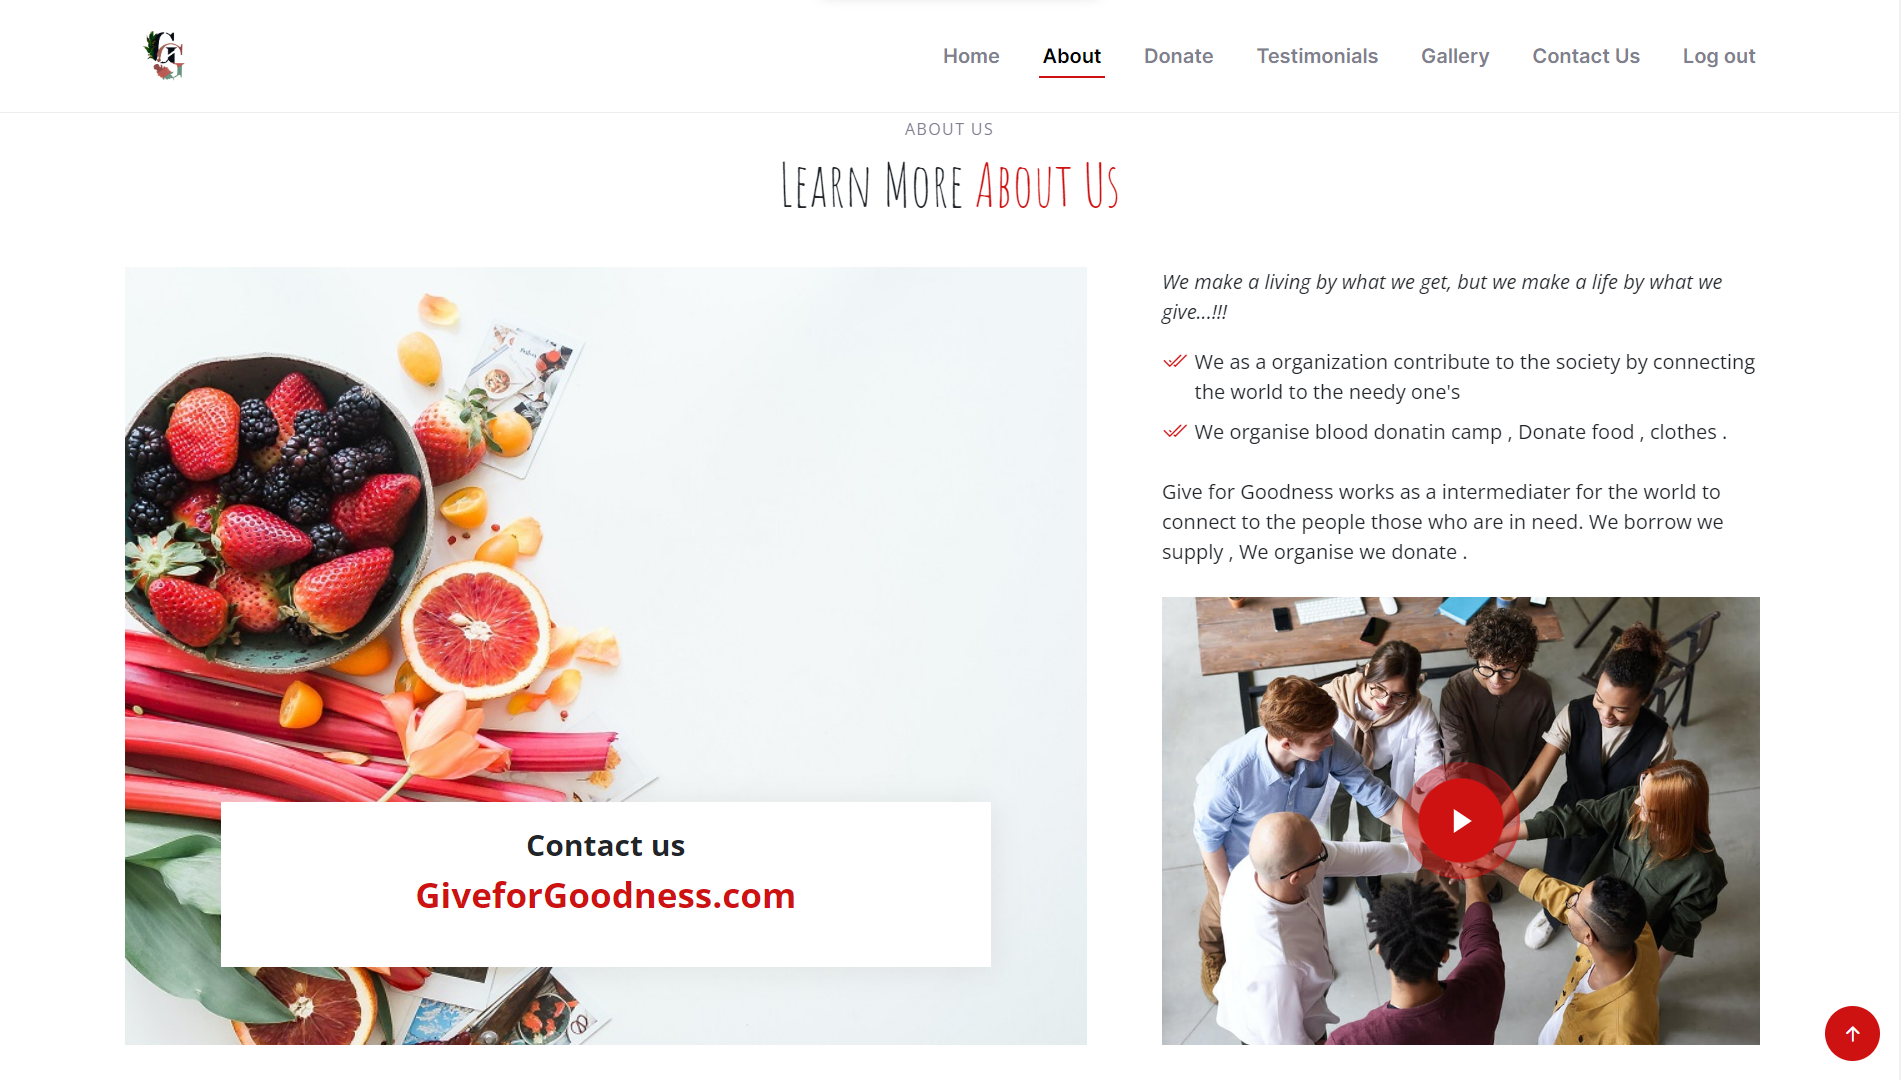 Home About Donate Testimonials Gallery Contact Us Log out
ABOUT US
Learn More About Us
We make a living by what we get, but we make a life by what we
give...!!!
We as a organization contribute to the society by connecting
the world to the needy one's
We organise blood donatin camp , Donate food , clothes .
Give for Goodness works as a intermediater for the world to
connect to the people those who are in need. We borrow we
supply , We organise we donate .
Contact us
GiveforGoodness.com